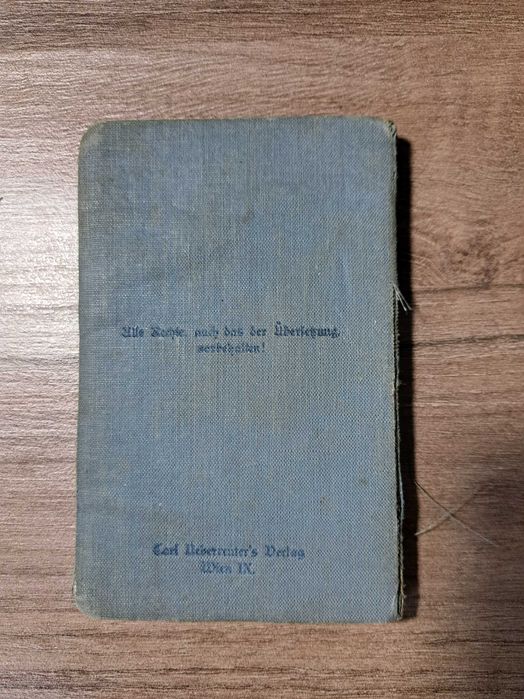 Alle Rechte, auch das der Übersetzung,
vorbehalten!
Carl Ueberreuter's Verlag
Wien IX.